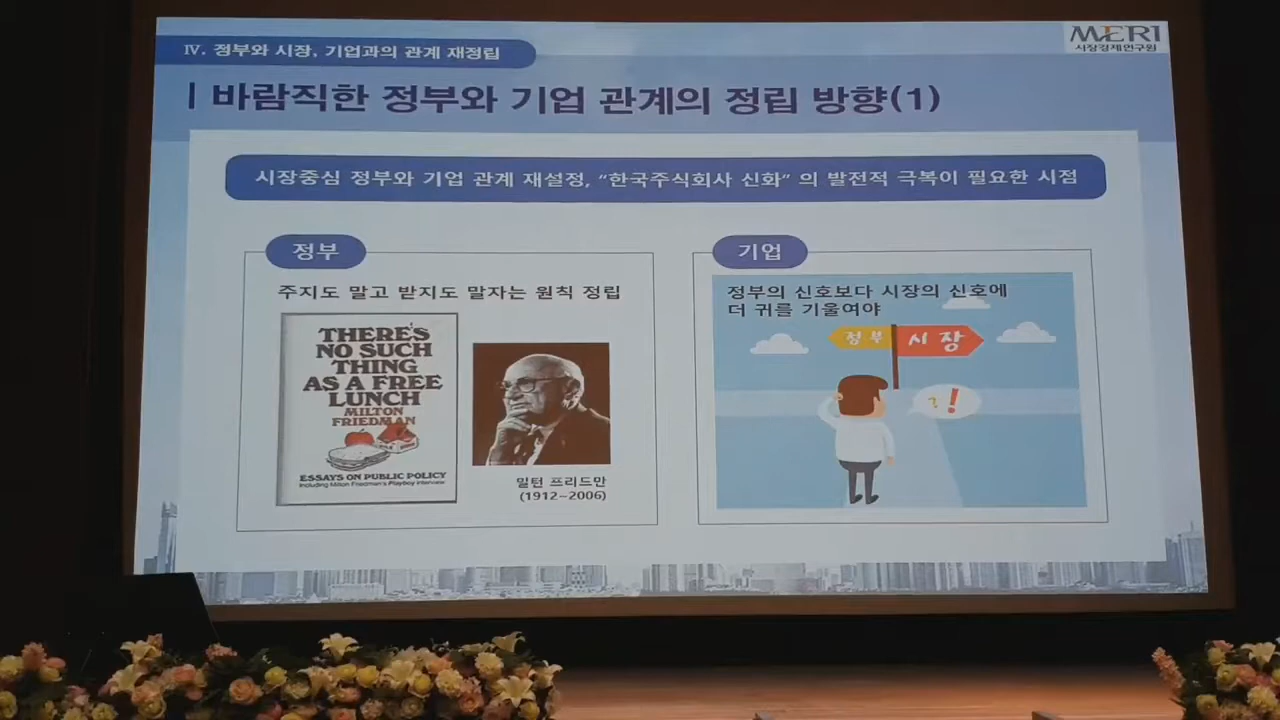 Ⅳ. 정부와 시장, 기업과의 관계 재정립
MERI
시장경제연구원
바람직한 정부와 기업 관계의 정립 방향(1)
시장중심 정부와 기업 관계 재설정, “한국주식회사 신화” 의 발전적 극복이 필요한 시점
정부
주지도 말고 받지도 말자는 원칙 정립
THERE'S
NO SUCH
THING
AS A FREE
LUNCH
MILTON
FRIEDMAN
ESSAYS ON PUBLIC POLICY
Including Milton Friedman's Playboy Interview
밀턴 프리드만
(1912–2006)
기업
정부의 신호보다 시장의 신호에
더 귀를 기울여야
정부
시장
?!